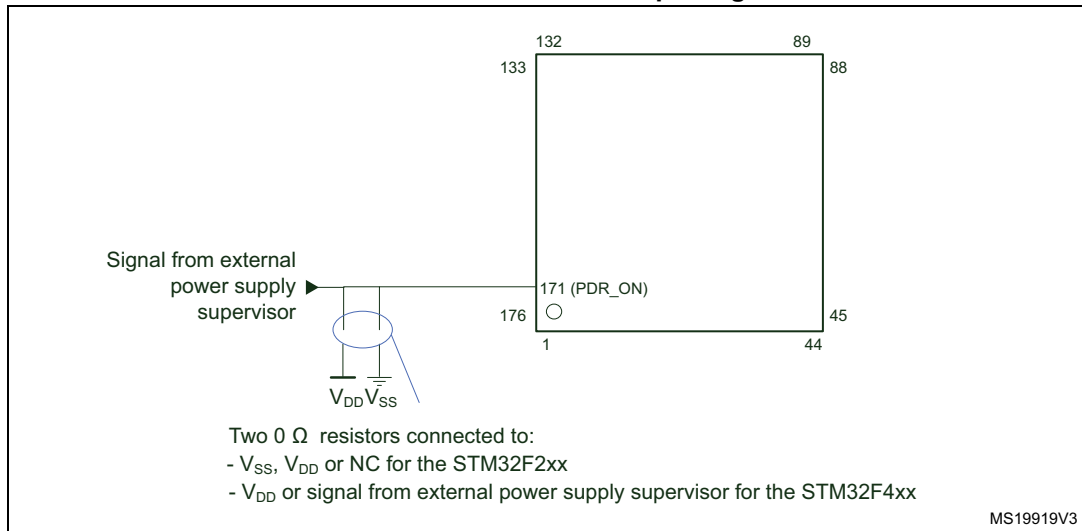 132
89
133
88
Signal from external
power supply
supervisor
171 (PDR_ON)
176
45
1
44
VDD VSS
Two 0 Ω resistors connected to:
- VSS, VDD or NC for the STM32F2xx
- VDD or signal from external power supply supervisor for the STM32F4xx
MS19919V3